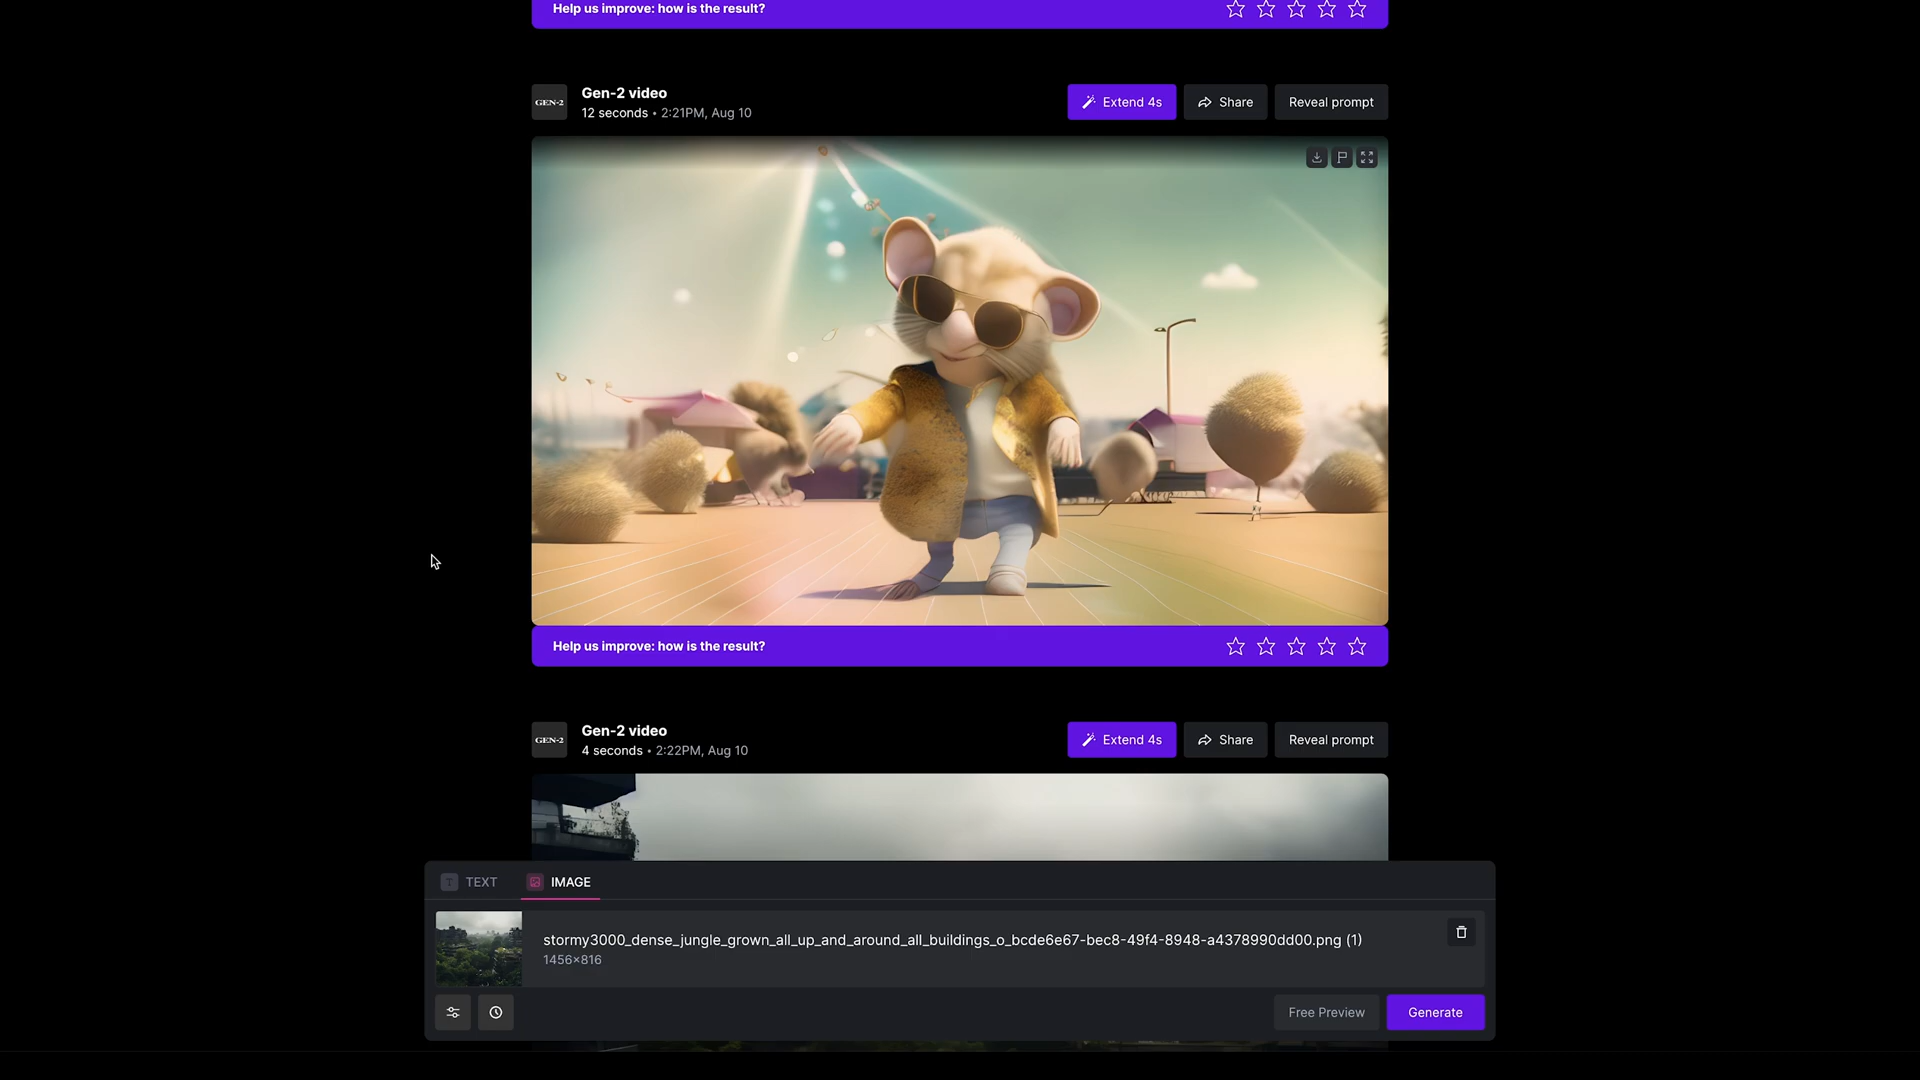 Help us improve: how is the result?
GEN-2
Gen-2 video
12 seconds • 2:21PM, Aug 10
Extend 4s
Share
Reveal prompt
Help us improve: how is the result?
GEN-2
Gen-2 video
4 seconds • 2:22PM, Aug 10
Extend 4s
Share
Reveal prompt
T
TEXT
IMAGE
stormy3000_dense_jungle_grown_all_up_and_around_all_buildings_o_bcde6e67-bec8-49f4-8948-a4378990dd00.png (1)
1456×816
Free Preview
Generate